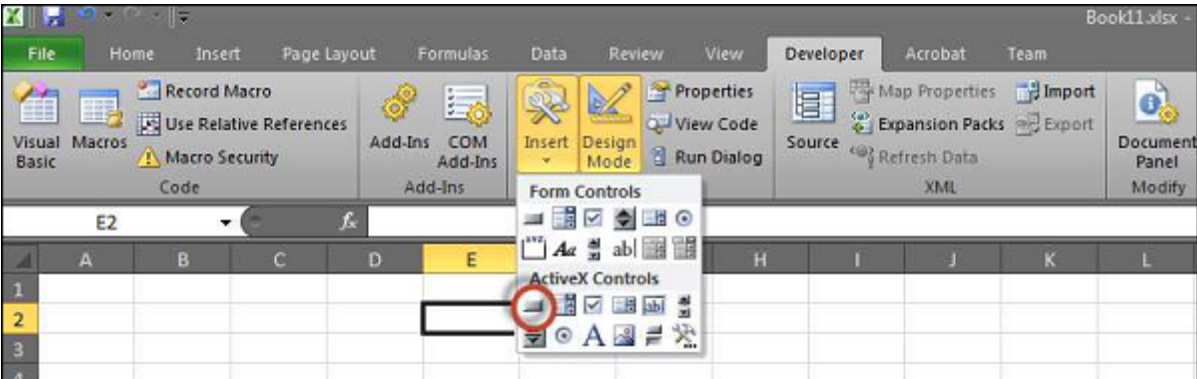 Book11.xlsx -
File Home Insert Page Layout Formulas Data Review View Developer Acrobat Team
Visual Basic
Macros
Record Macro
Use Relative References
Macro Security
Code
Add-Ins
COM Add-Ins
Add-Ins
Insert
Design Mode
Properties
View Code
Run Dialog
Source
Map Properties
Expansion Packs
Refresh Data
Import
Export
XML
Document Panel
Modify
Form Controls
XYZ Aa ab|
ActiveX Controls
abl
A
E2 fx
A B C D E H I J K L
1
2
3
4